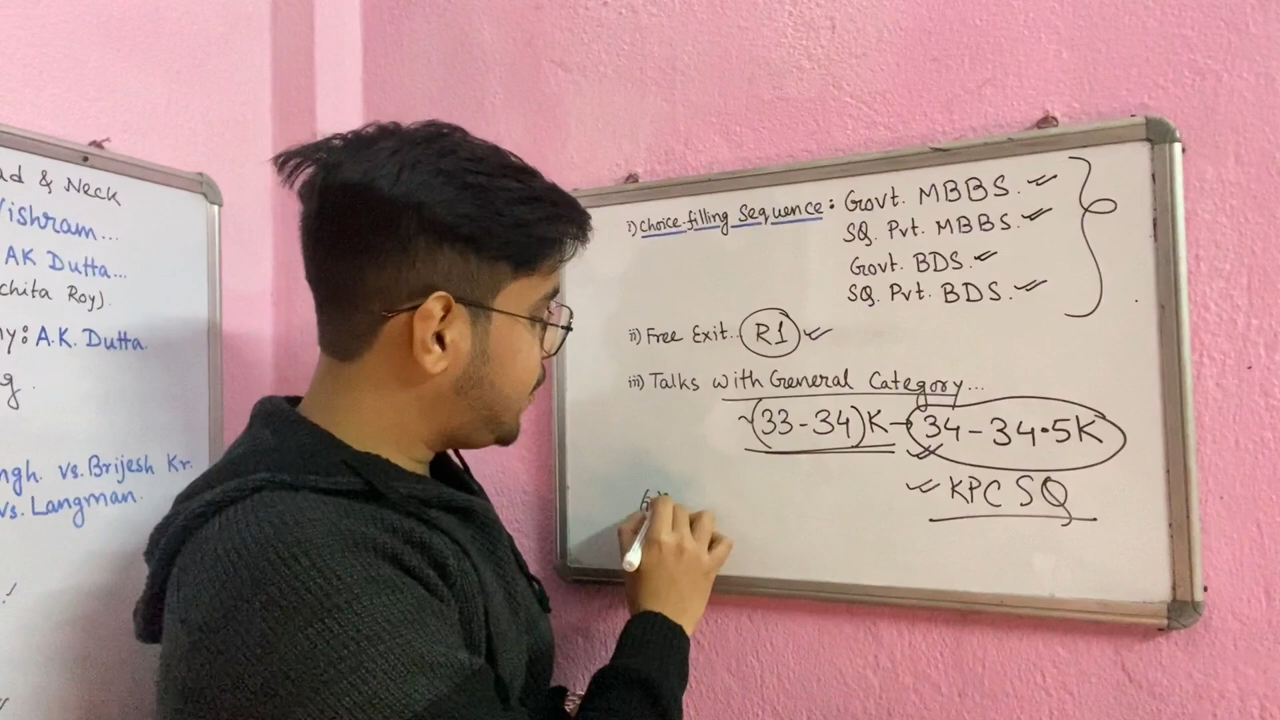 ad & Neck
Vishram...
AK Dutta...
chita Roy).
my: A.K. Dutta.
g.
ngh. vs. Brijesh Kr.
vs. Langman.
i) Choice-filling Sequence: Govt. MBBS.
SQ. Pvt. MBBS.
Govt. BDS.
SQ. Pvt. BDS.
ii) Free Exit.. R1
iii) Talks with General Category...
~(33-34)K - 34-34.5K
KPC SQ